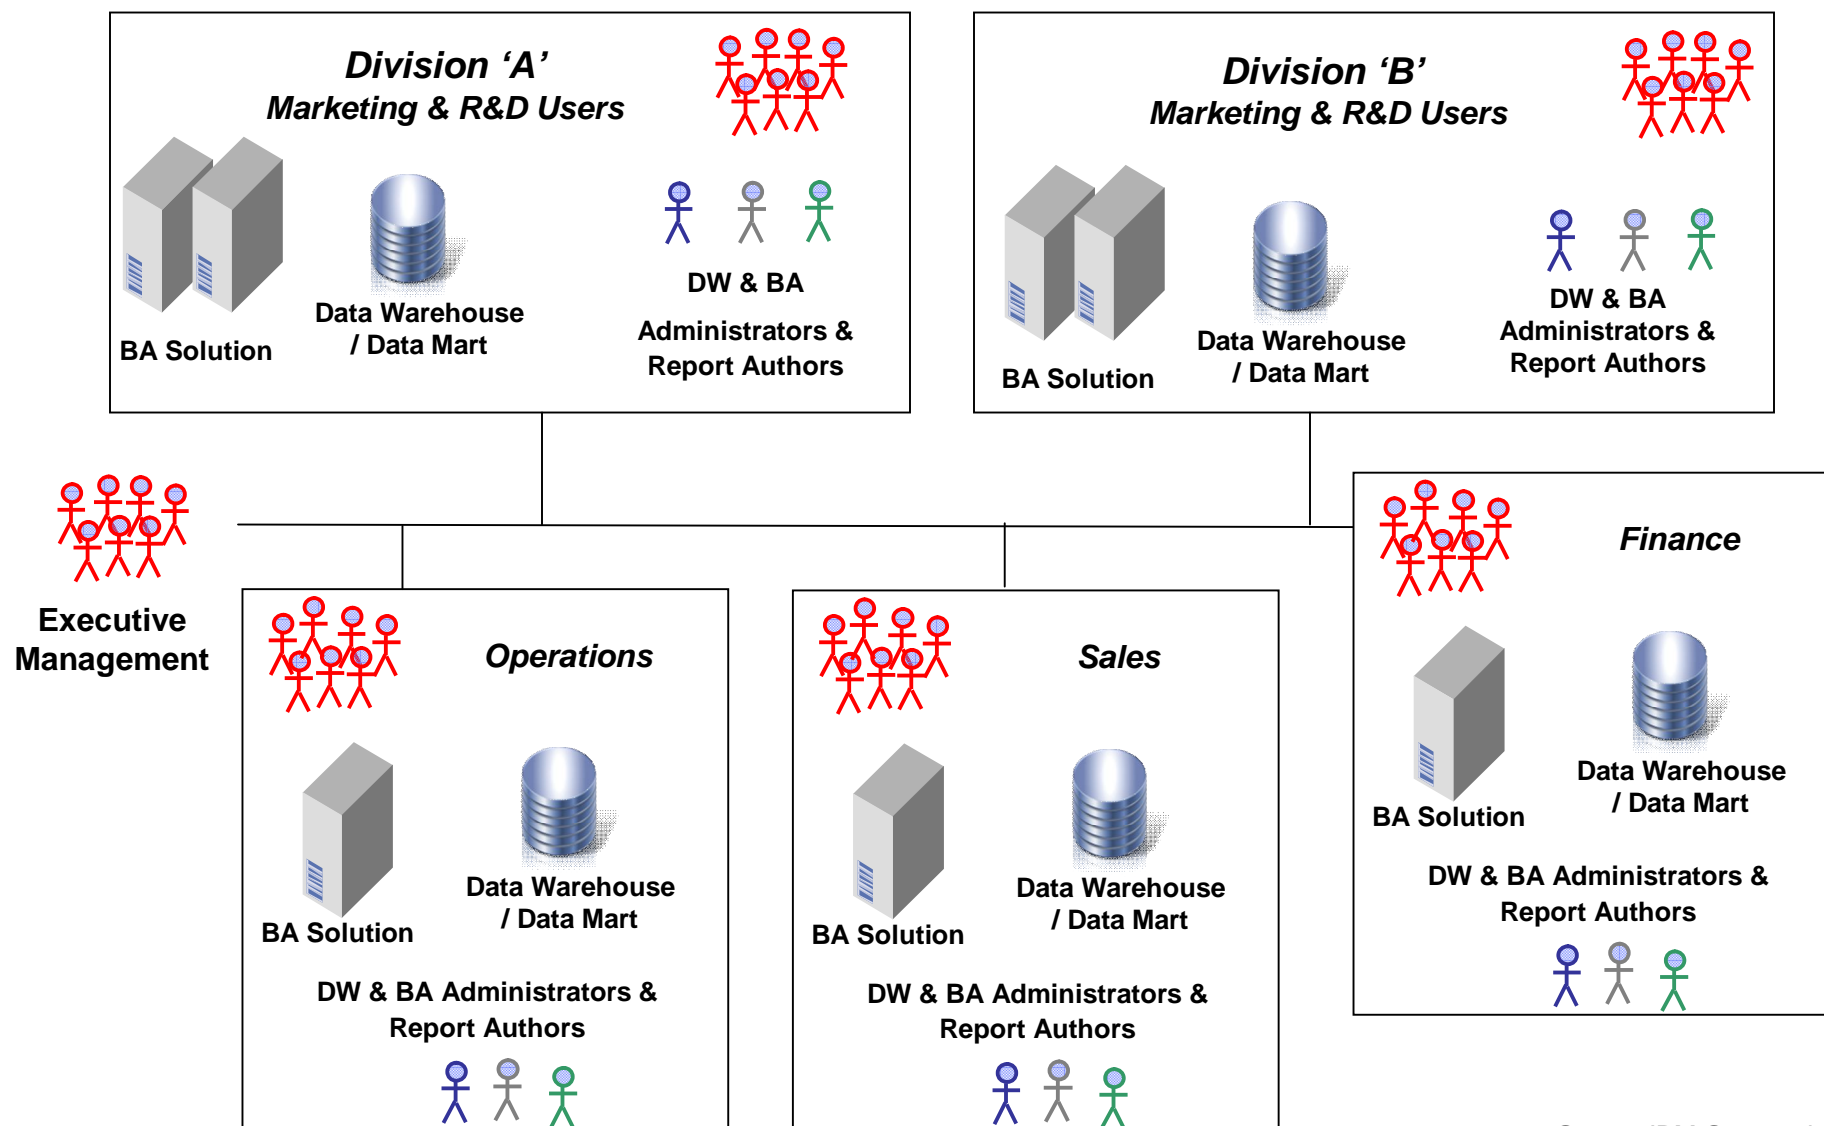 Division ‘A’
Marketing & R&D Users
BA Solution
Data Warehouse
/ Data Mart
DW & BA
Administrators &
Report Authors
Division ‘B’
Marketing & R&D Users
BA Solution
Data Warehouse
/ Data Mart
DW & BA
Administrators &
Report Authors
Executive
Management
Operations
BA Solution
Data Warehouse
/ Data Mart
DW & BA Administrators &
Report Authors
Sales
BA Solution
Data Warehouse
/ Data Mart
DW & BA Administrators &
Report Authors
Finance
BA Solution
Data Warehouse
/ Data Mart
DW & BA Administrators &
Report Authors